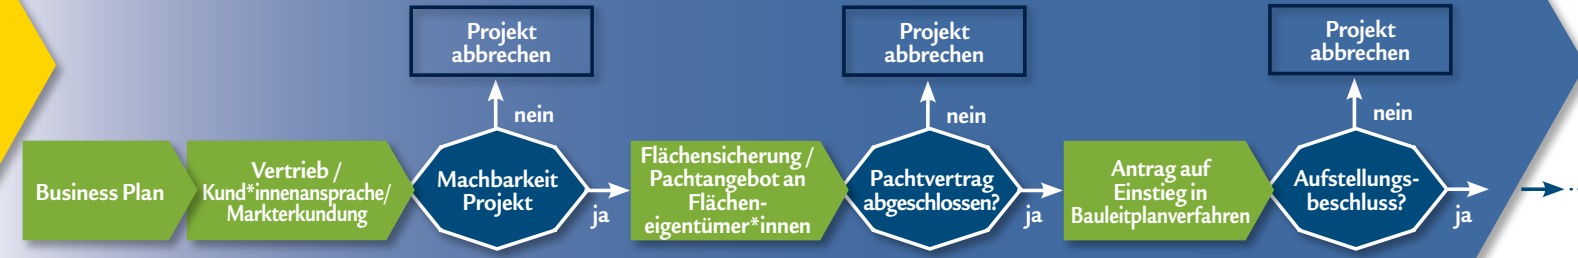 Projekt
abbrechen
Projekt
abbrechen
Projekt
abbrechen
nein
nein
nein
Business Plan
Vertrieb /
Kund*innenansprache/
Markterkundung
Machbarkeit
Projekt
ja
Flächensicherung /
Pachtangebot an
Flächen-
eigentümer*innen
Pachtvertrag
abgeschlossen?
ja
Antrag auf
Einstieg in
Bauleitplanverfahren
Aufstellungs-
beschluss?
ja